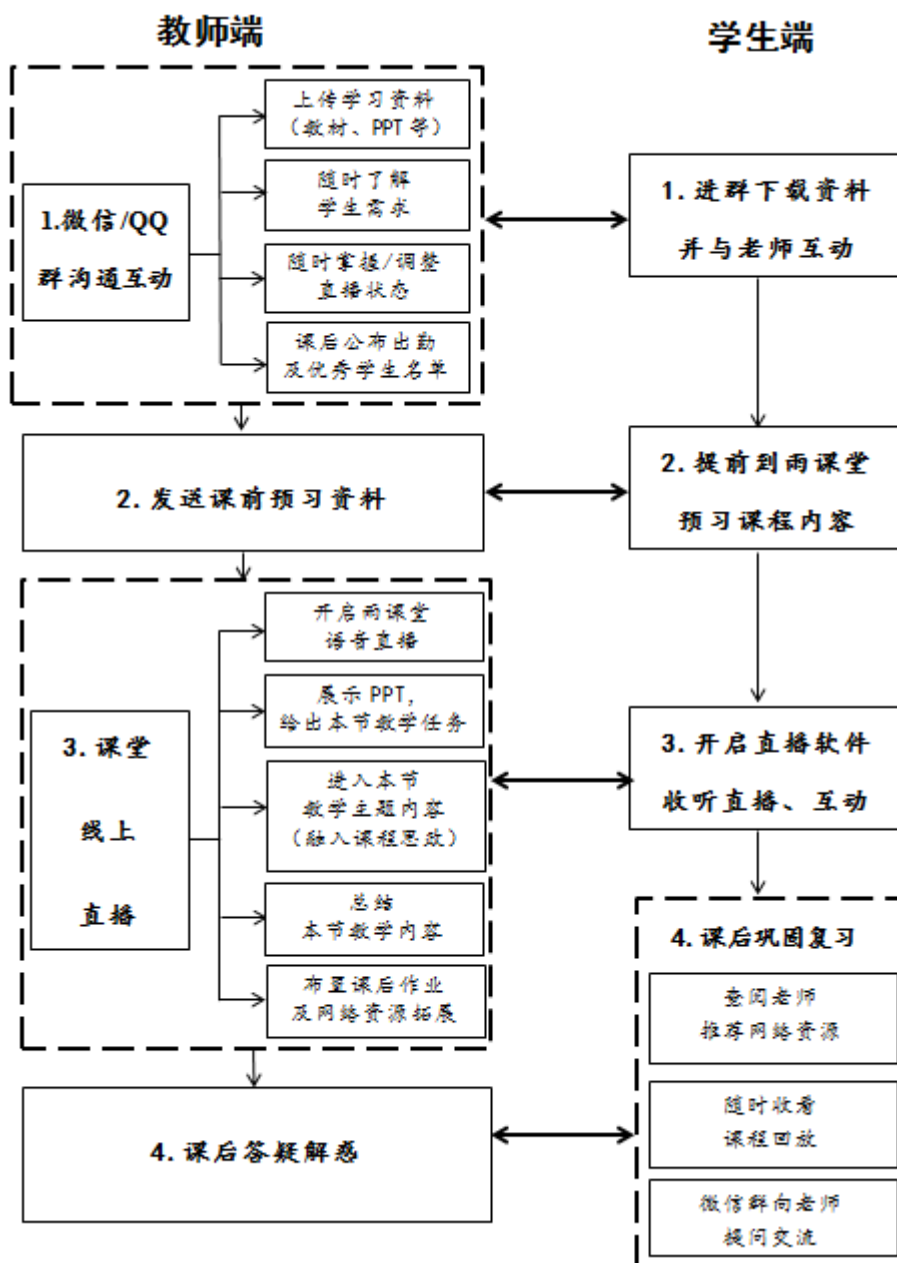 教师端
学生端
上传学习资料
(教材、PPT等)
随时了解
学生需求
1.微信/QQ
群沟通互动
随时掌握/调整
直播状态
课后公布出勤
及优秀学生名单
1.进群下载资料
并与老师互动
2.发送课前预习资料
2.提前到雨课堂
预习课程内容
开启雨课堂
语音直播
展示 PPT,
给出本节教学任务
3.课堂
线上
直播
进入本节
教学主题内容
(融入课程思政)
总结
本节教学内容
布置课后作业
及网络资源拓展
3.开启直播软件
收听直播、互动
4.课后答疑解惑
4.课后巩固复习
查阅老师
推荐网络资源
随时收看
课程回放
微信群向老师
提问交流